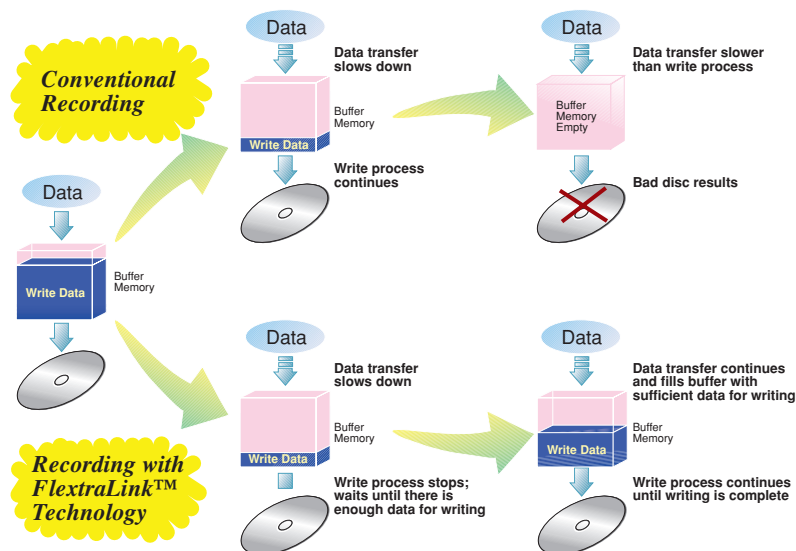 Conventional
Recording
Data
Data transfer
slows down
Buffer
Memory
Write Data
Write process
continues
Data
Data transfer slower
than write process
Buffer
Memory
Empty
Bad disc results
Data
Write Data
Buffer
Memory
Recording with
FlextraLink™
Technology
Data
Data transfer
slows down
Buffer
Memory
Write Data
Write process stops;
waits until there is
enough data for writing
Data
Data transfer continues
and fills buffer with
sufficient data for writing
Buffer
Memory
Write Data
Write process continues
until writing is complete